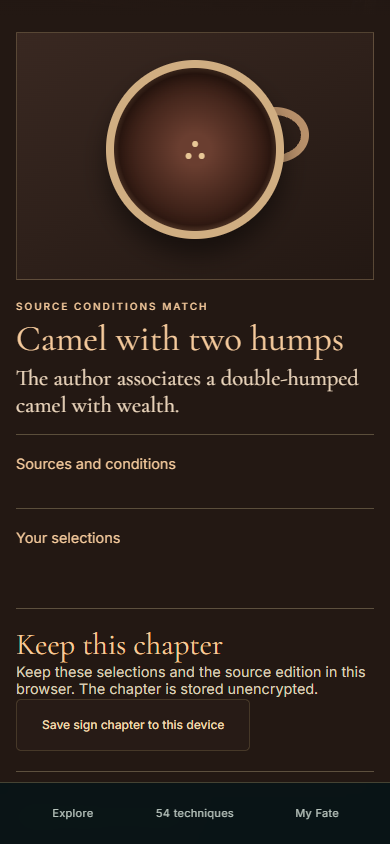 SOURCE CONDITIONS MATCH
Camel with two humps
The author associates a double-humped
camel with wealth.
Sources and conditions
Your selections
Keep this chapter
Keep these selections and the source edition in this
browser. The chapter is stored unencrypted.
Save sign chapter to this device
Explore
54 techniques
My Fate